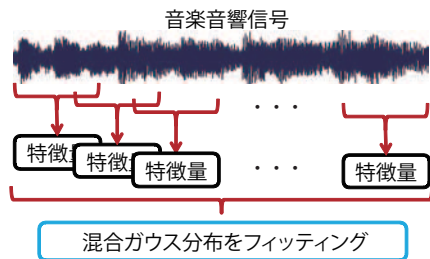 音楽音響信号
・・・
特徴量
特徴量
特徴量
・・・
特徴量
混合ガウス分布をフィッティング